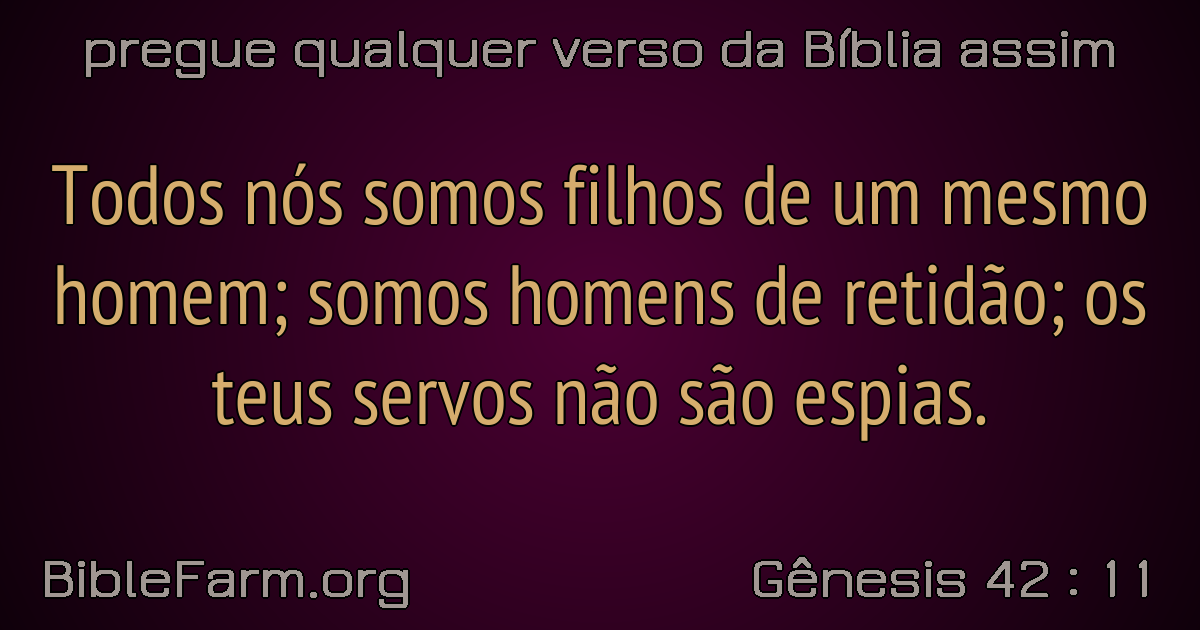 pregue qualquer verso da Bíblia assim
Todos nós somos filhos de um mesmo
homem; somos homens de retidão; os
teus servos não são espias.
BibleFarm.org
Gênesis 42 : 11